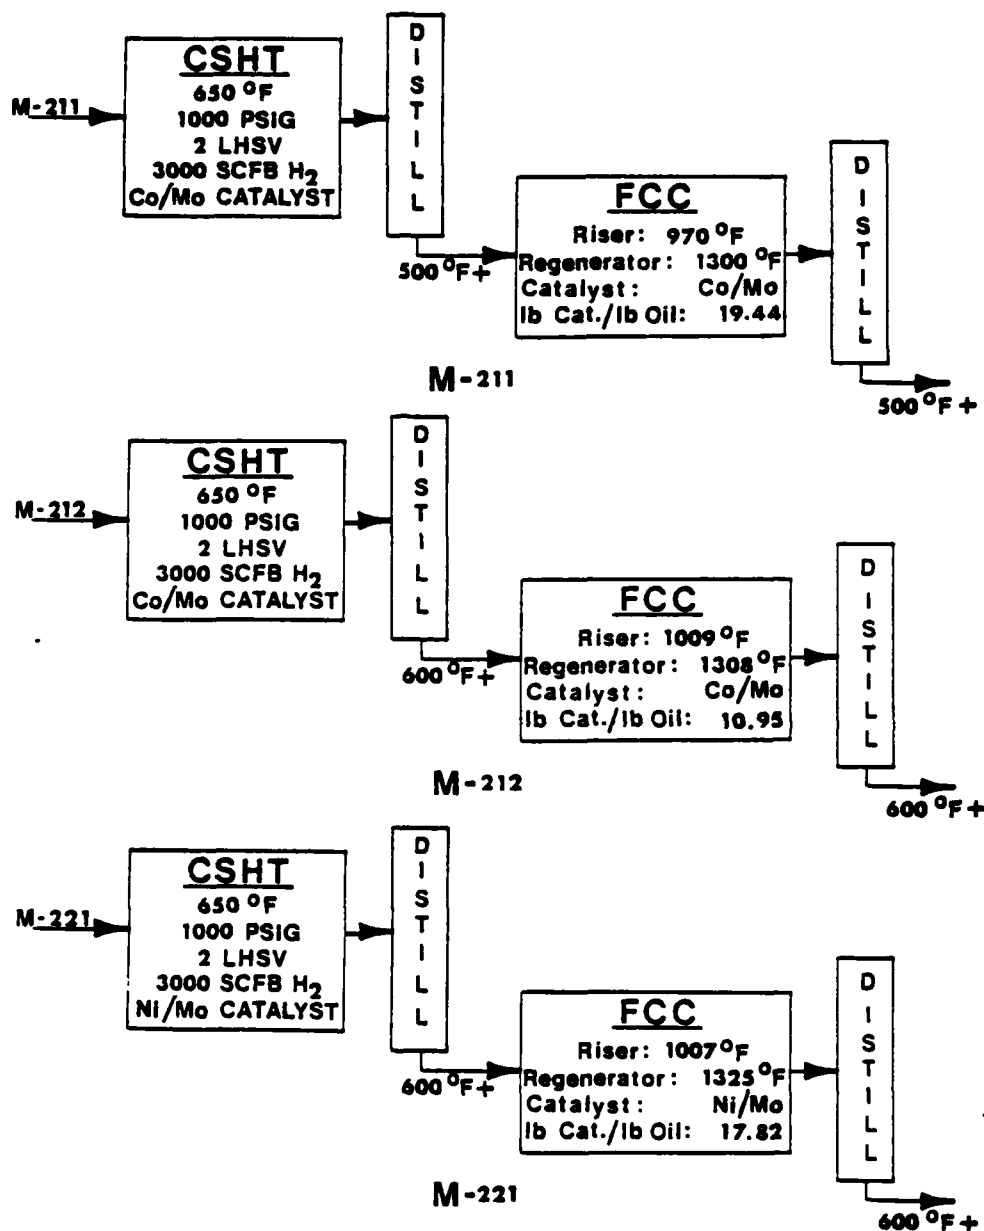 M-211
CSHT
650 °F
1000 PSIG
2 LHSV
3000 SCFB H2
Co/Mo CATALYST
DISTILL
500 °F+
FCC
Riser: 970 °F
Regenerator: 1300 °F
Catalyst: Co/Mo
lb Cat./lb Oil: 19.44
DISTILL
500 °F+
M-211
M-212
CSHT
650 °F
1000 PSIG
2 LHSV
3000 SCFB H2
Co/Mo CATALYST
DISTILL
600 °F+
FCC
Riser: 1009 °F
Regenerator: 1308 °F
Catalyst: Co/Mo
lb Cat./lb Oil: 10.95
DISTILL
600 °F+
M-212
M-221
CSHT
650 °F
1000 PSIG
2 LHSV
3000 SCFB H2
Ni/Mo CATALYST
DISTILL
600 °F+
FCC
Riser: 1007 °F
Regenerator: 1325 °F
Catalyst: Ni/Mo
lb Cat./lb Oil: 17.82
DISTILL
600 °F+
M-221